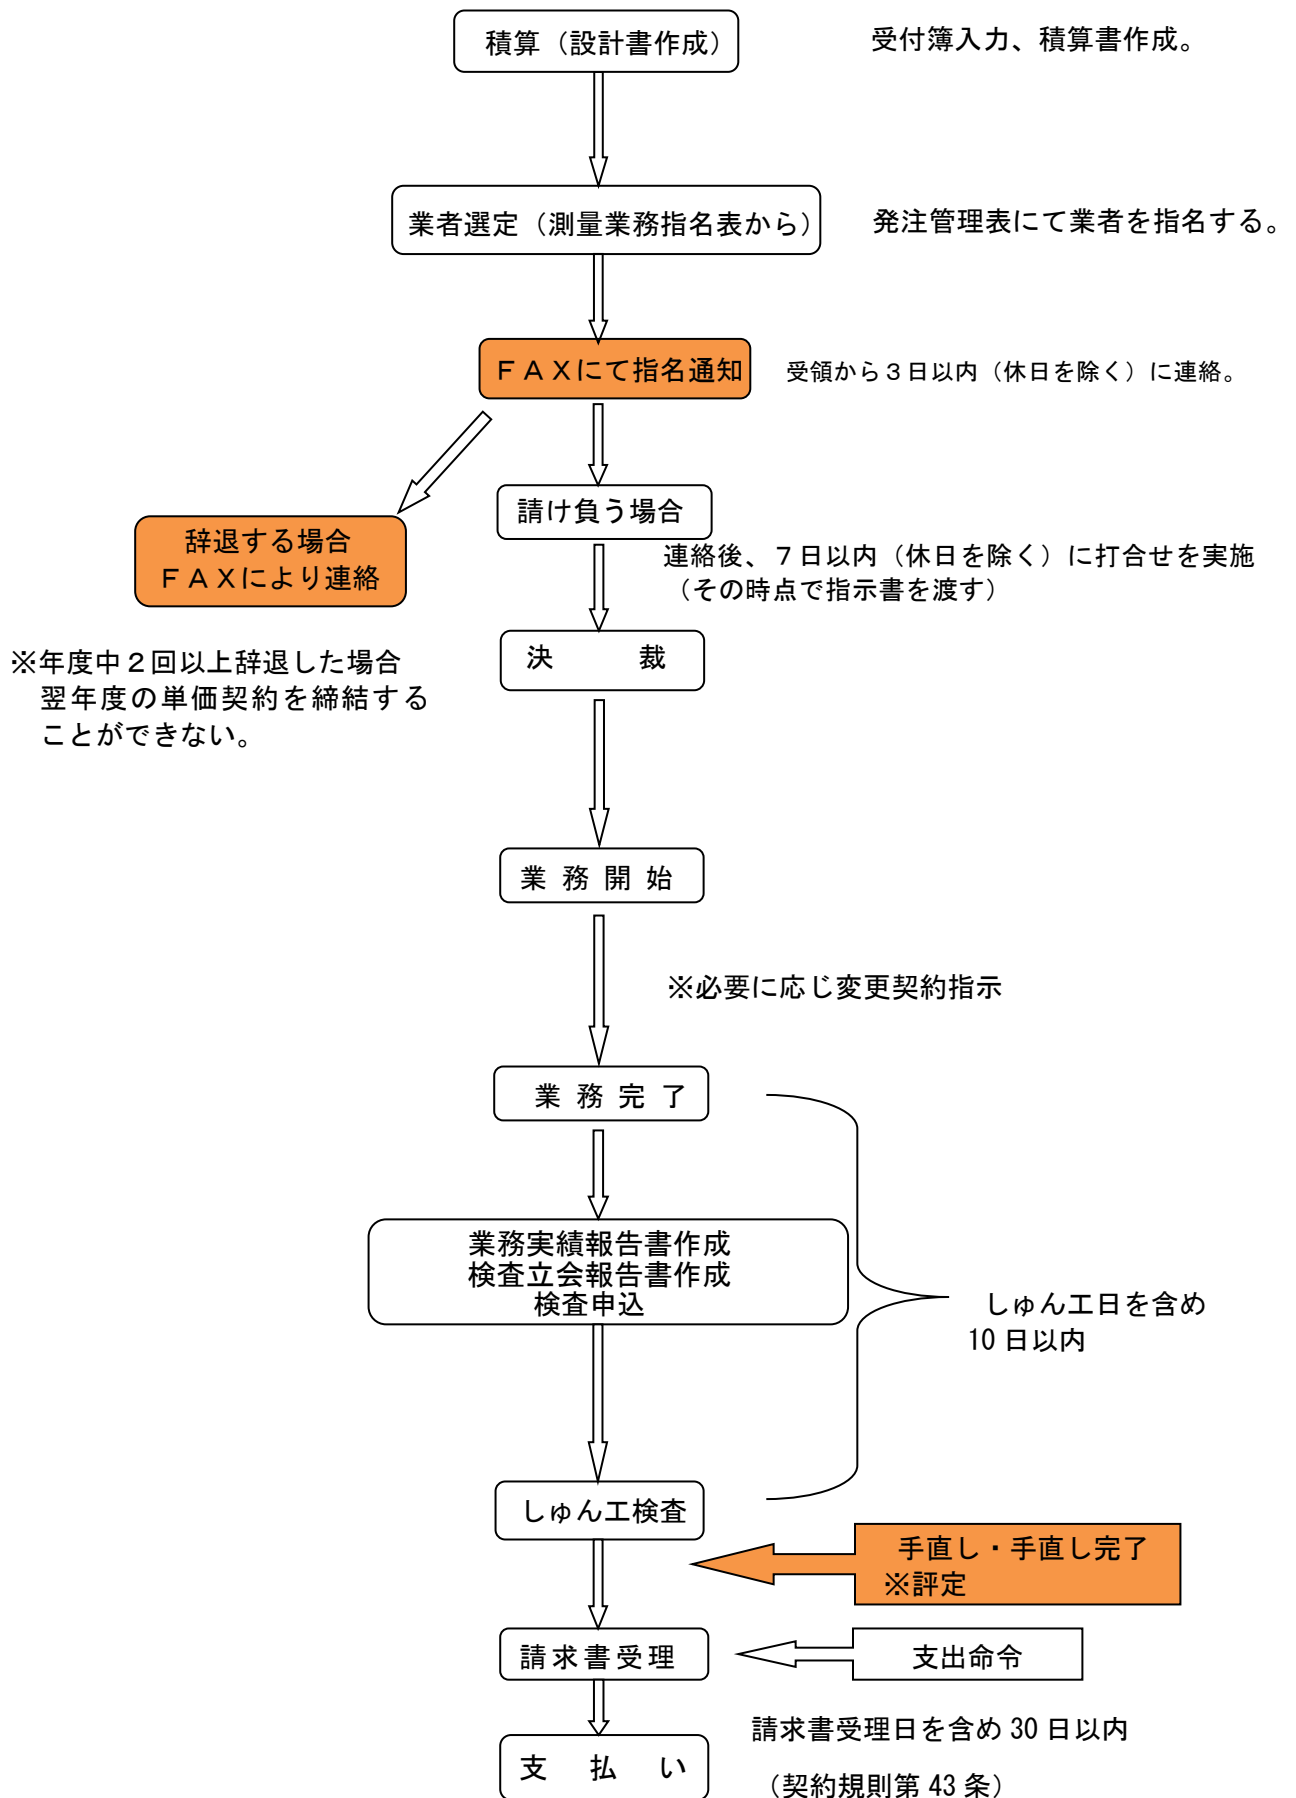 積算（設計書作成）
受付簿入力、積算書作成。
業者選定（測量業務指名表から）
発注管理表にて業者を指名する。
ＦＡＸにて指名通知
受領から３日以内（休日を除く）に連絡。
請け負う場合
辞退する場合
ＦＡＸにより連絡
連絡後、７日以内（休日を除く）に打合せを実施
（その時点で指示書を渡す）
決　　裁
※年度中２回以上辞退した場合
翌年度の単価契約を締結する
ことができない。
業 務 開 始
※必要に応じ変更契約指示
業 務 完 了
業務実績報告書作成
検査立会報告書作成
検査申込
しゅん工日を含め
10 日以内
しゅん工検査
手直し・手直し完了
※評定
請求書受理
支出命令
請求書受理日を含め 30 日以内
支　払　い
（契約規則第 43 条）